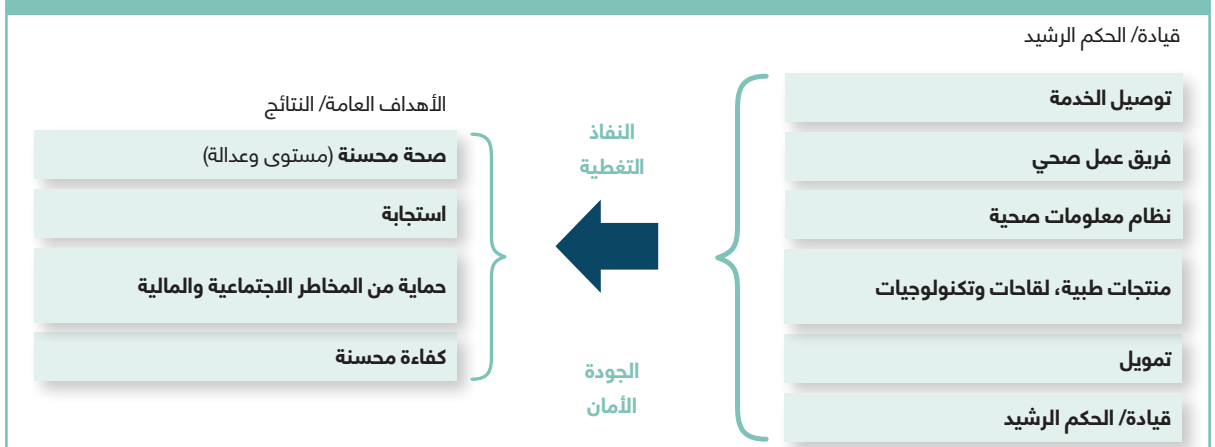 قيادة/ الحكم الرشيد
توصيل الخدمة
فريق عمل صحي
نظام معلومات صحية
منتجات طبية، لقاحات وتكنولوجيات
تمويل
قيادة/ الحكم الرشيد
النفاذ
التغطية
الجودة
الأمان
الأهداف العامة/ النتائج
صحة محسنة (مستوى وعدالة)
استجابة
حماية من المخاطر الاجتماعية والمالية
كفاءة محسنة